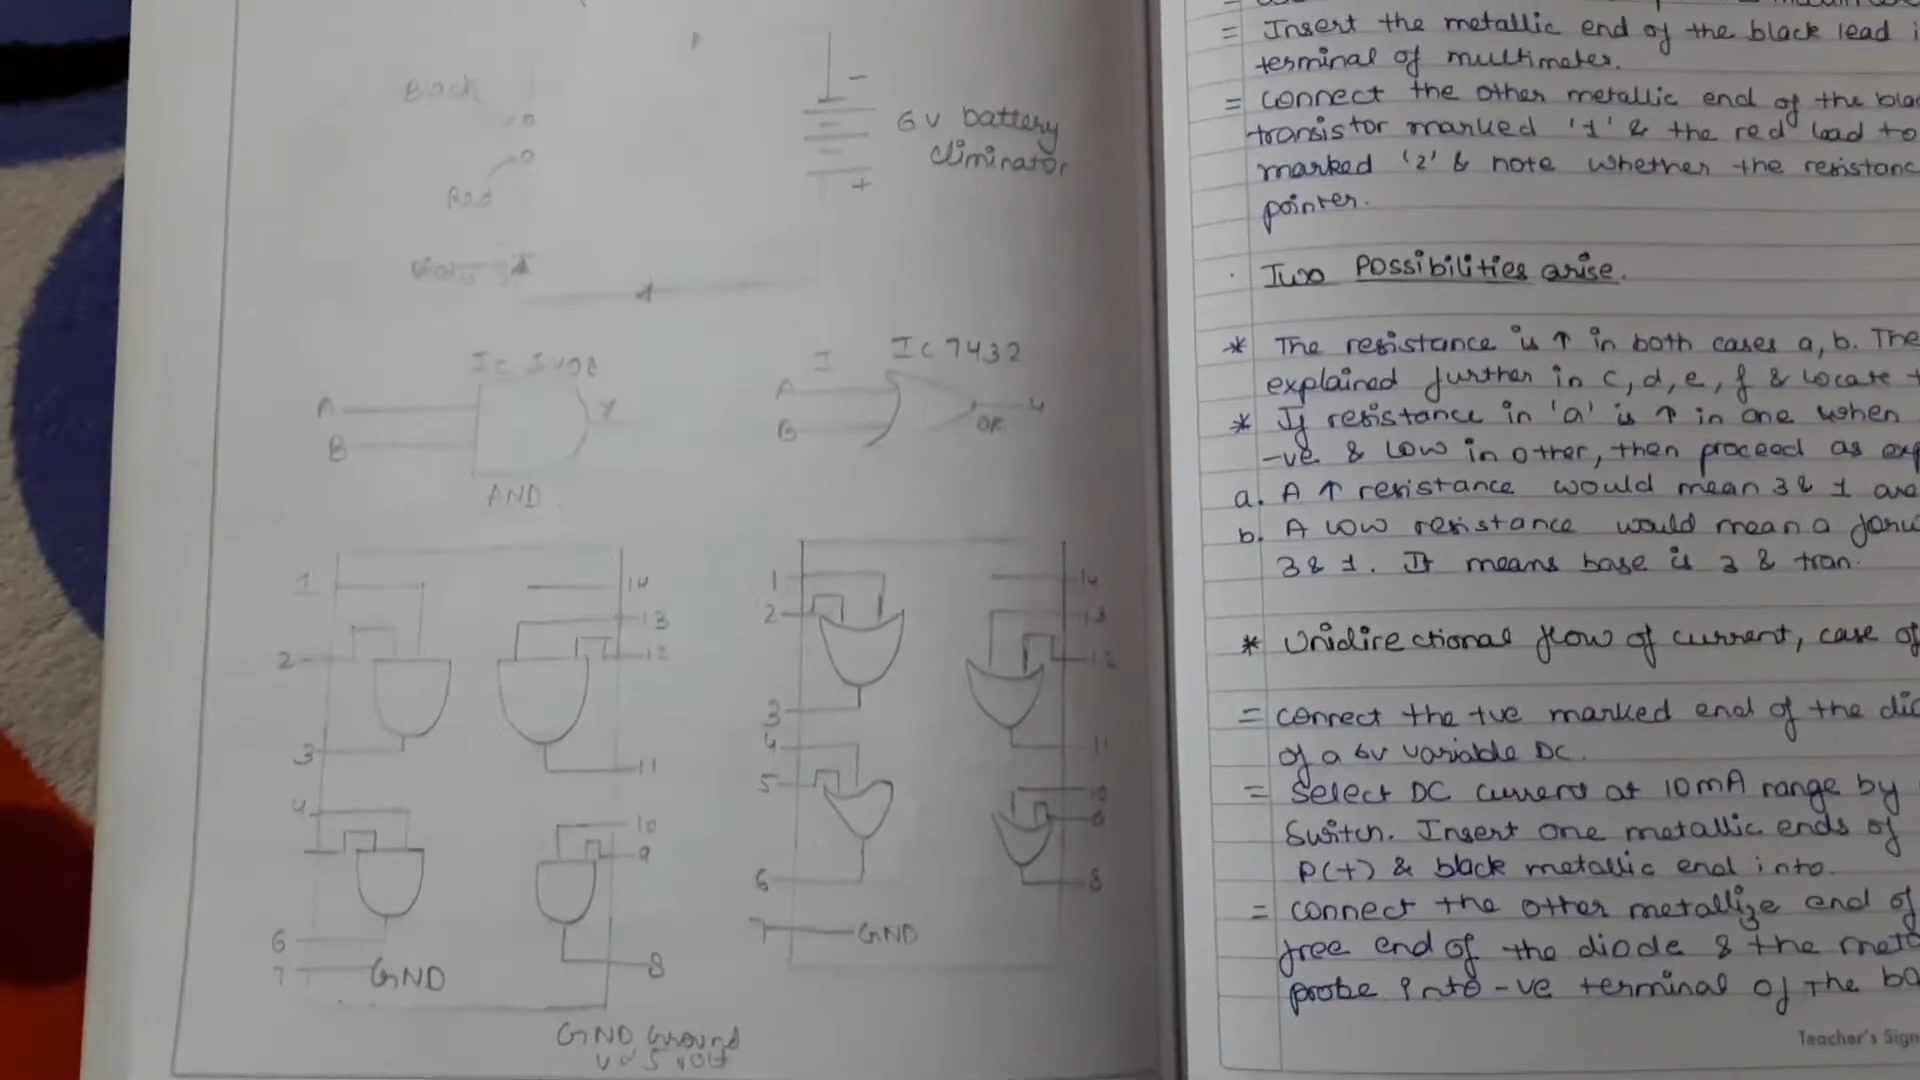 Black
Red
-
6V battery
eliminator
+
IC 7432
A
B
Y
AND
A
B
OR
Y
1
2
3
4
6
7 GND
14
13
12
11
10
9
8
GND Ground
5 volt
1
2
3
4
5
6
7 GND
14
13
12
11
10
9
8
= Insert the metallic end of the black lead
terminal of multimeter.
= connect the other metallic end of the
transistor marked '1' & the red lead to
marked '2' & note whether the
pointer.
. Two Possibilities arise.
* The resistance is ↑ in both cases a, b. The
explained further in c, d, e, f & locate
* If resistance in 'a' is ↑ in one when
-ve & low in other, then proceed as
a. A ↑ resistance would mean 3 & 1 are
b. A low resistance would mean a
3 & 1. It means base is 3 & tran.
* Unidirectional flow of current, case of
= connect the tve marked end of the
of a 6v variable DC.
= Select DC current at 10mA range by
Switch. Insert one metallic ends of
P(+) & black metallic end into.
= connect the other metallize end of
free end of the diode & the
probe into -ve terminal of the
Teacher's Sign